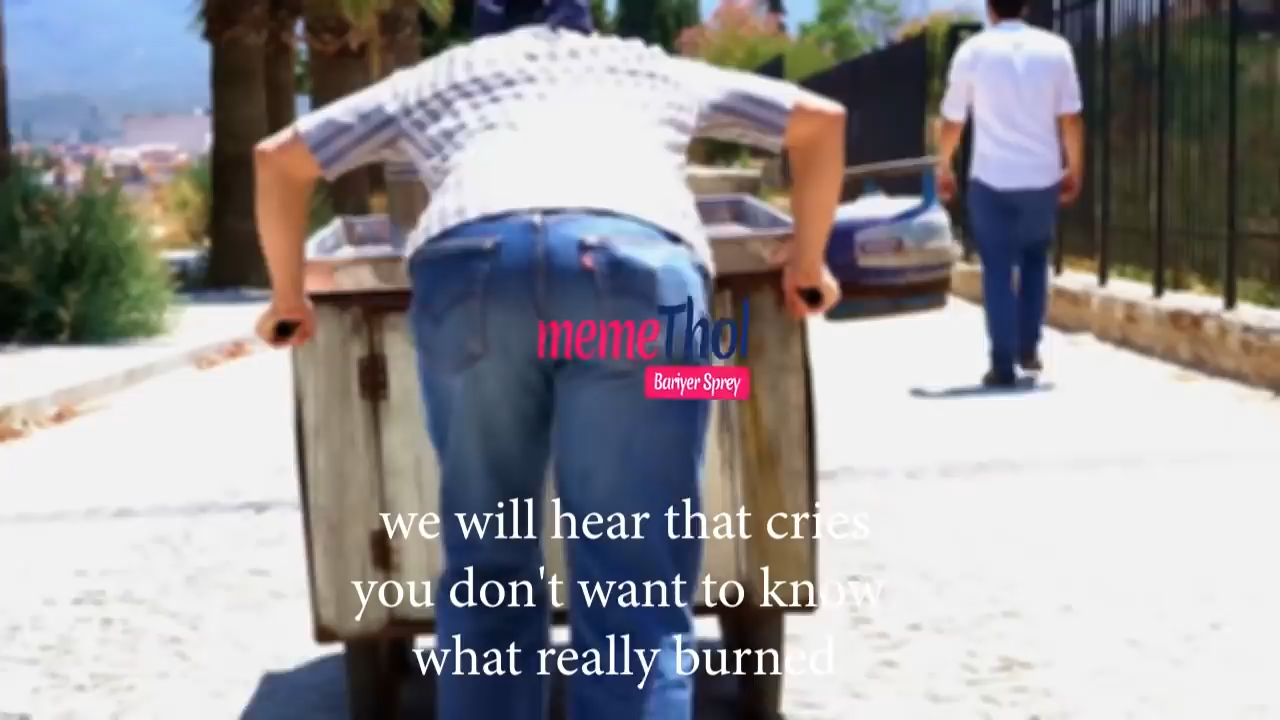 memeThol
Bariyer Sprey
we will hear that cries
you don't want to know
what really burned